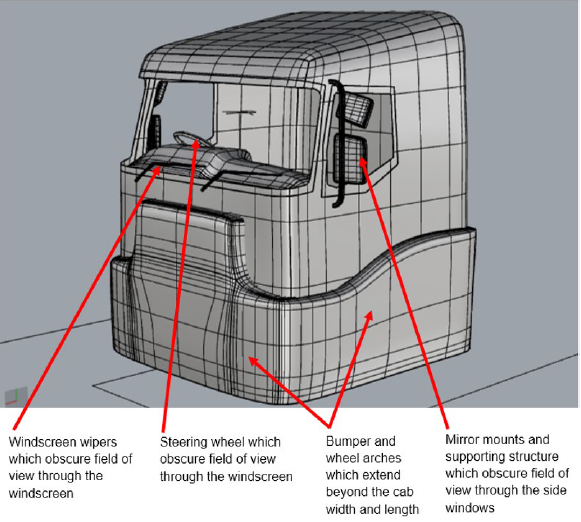 Windscreen wipers
which obscure field of
view through the
windscreen
Steering wheel which
obscure field of view
through the windscreen
Bumper and
wheel arches
which extend
beyond the cab
width and length
Mirror mounts and
supporting structure
which obscure field of
view through the side
windows